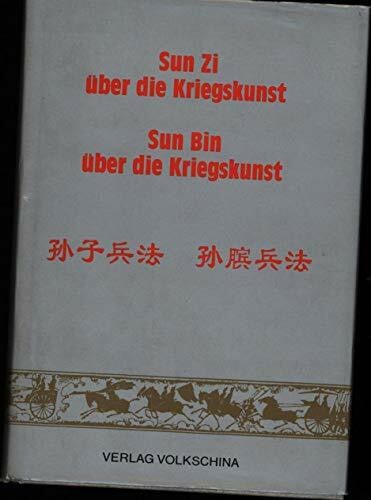 Sun Zi
über die Kriegskunst
Sun Bin
über die Kriegskunst
孙子兵法 孙膑兵法
VERLAG VOLKSCHINA